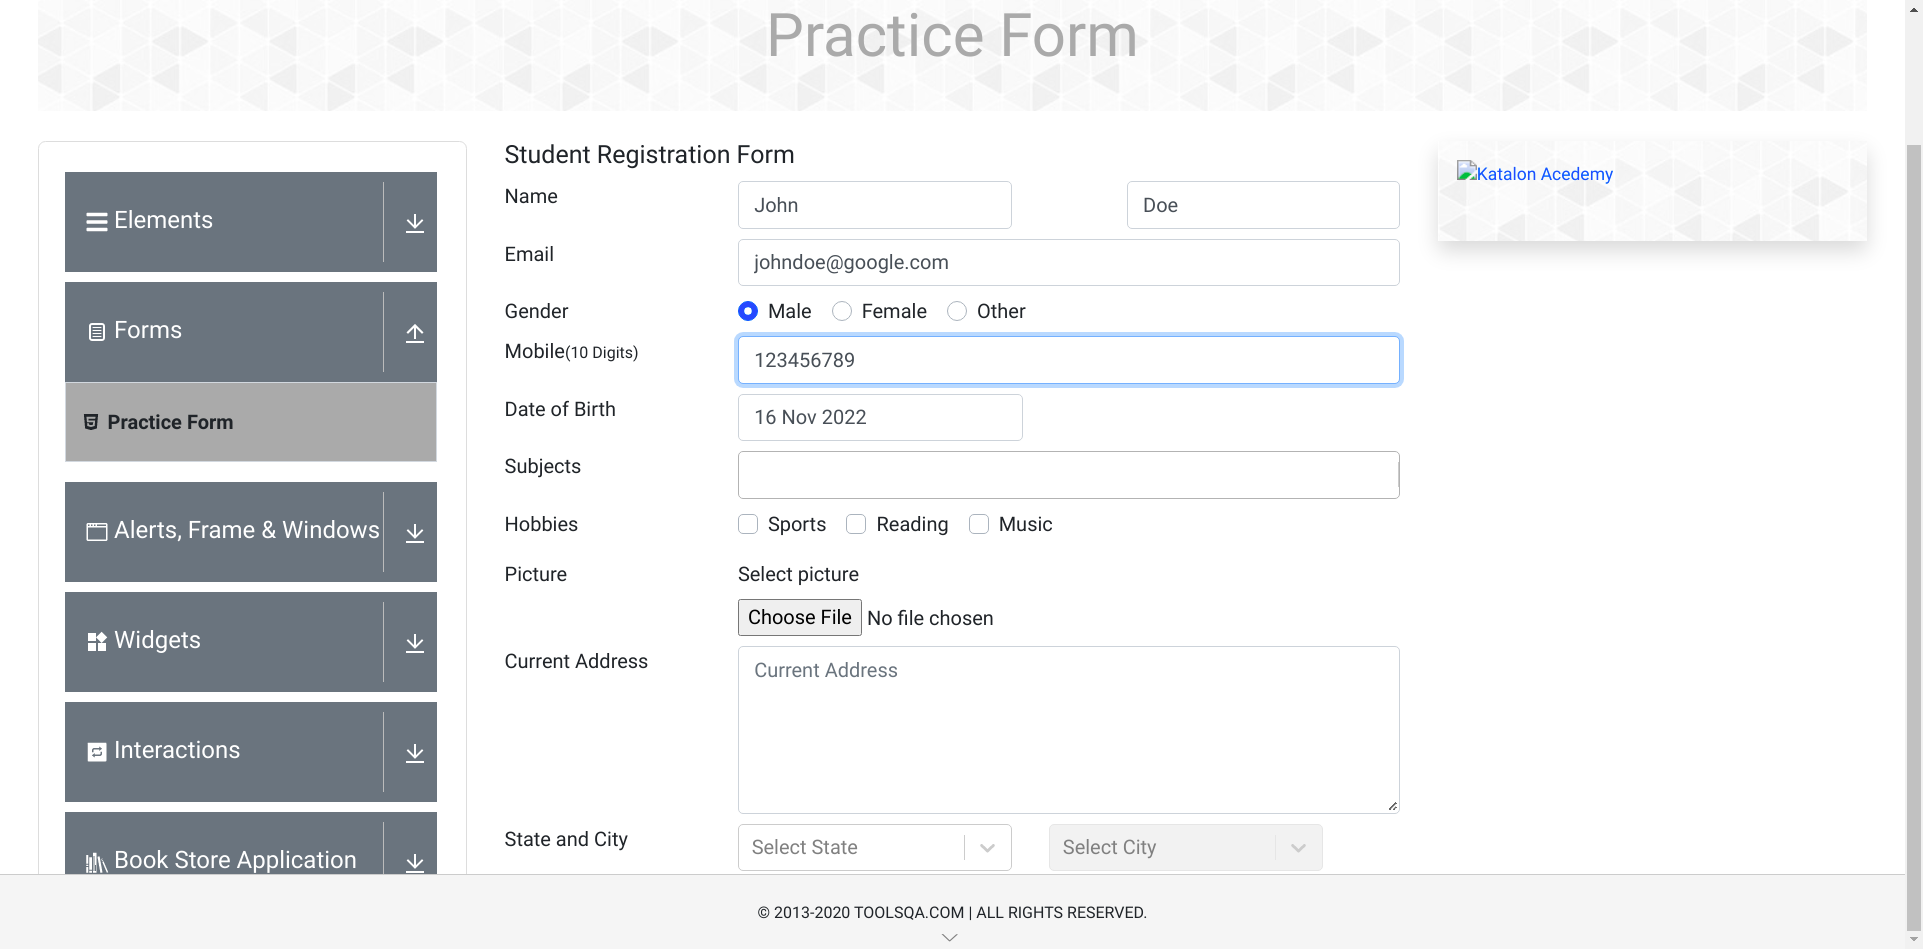 Practice Form
Elements
Forms
Practice Form
Alerts, Frame & Windows
Widgets
Interactions
Book Store Application
Student Registration Form
Name John Doe
Email johndoe@google.com
Gender Male Female Other
Mobile(10 Digits) 123456789
Date of Birth 16 Nov 2022
Subjects
Hobbies Sports Reading Music
Picture Select picture
Choose File No file chosen
Current Address Current Address
State and City Select State Select City
Katalon Acedemy
© 2013-2020 TOOLSQA.COM | ALL RIGHTS RESERVED.